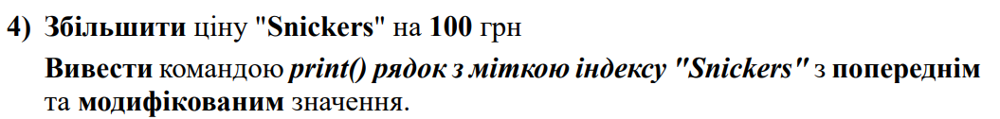 4) Збільшити ціну "Snickers" на 100 грн
Вивести командою print() рядок з міткою індексу "Snickers" з попереднім
та модифікованим значення.